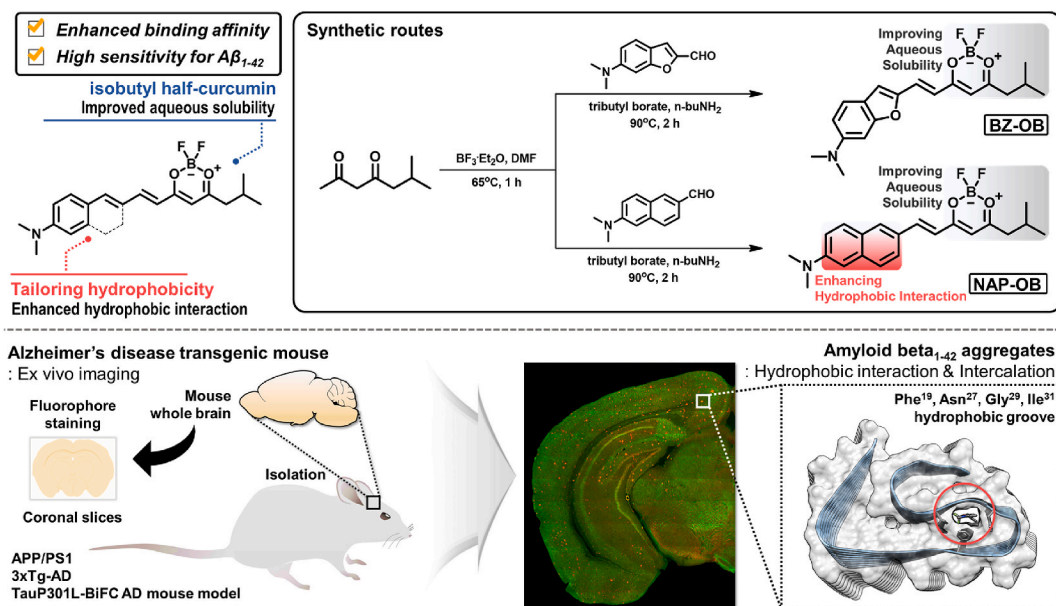 Enhanced binding affinity
High sensitivity for Aβ1-42
isobutyl half-curcumin
Improved aqueous solubility
F F
B
O O
− +
N
Tailoring hydrophobicity
Enhanced hydrophobic interaction
Synthetic routes
O O
BF3·Et2O, DMF
65°C, 1 h
N
O
CHO
tributyl borate, n-buNH2
90°C, 2 h
N
CHO
tributyl borate, n-buNH2
90°C, 2 h
Improving
Aqueous
Solubility
F F
B
O O
− +
O
N
BZ-OB
Improving
Aqueous
Solubility
F F
B
O O
− +
N
Enhancing
Hydrophobic Interaction
NAP-OB
Alzheimer's disease transgenic mouse
: Ex vivo imaging
Mouse
whole brain
Fluorophore
staining
Isolation
Coronal slices
APP/PS1
3xTg-AD
TauP301L-BiFC AD mouse model
Amyloid beta1-42 aggregates
: Hydrophobic interaction & Intercalation
Phe19, Asn27, Gly29, Ile31
hydrophobic groove